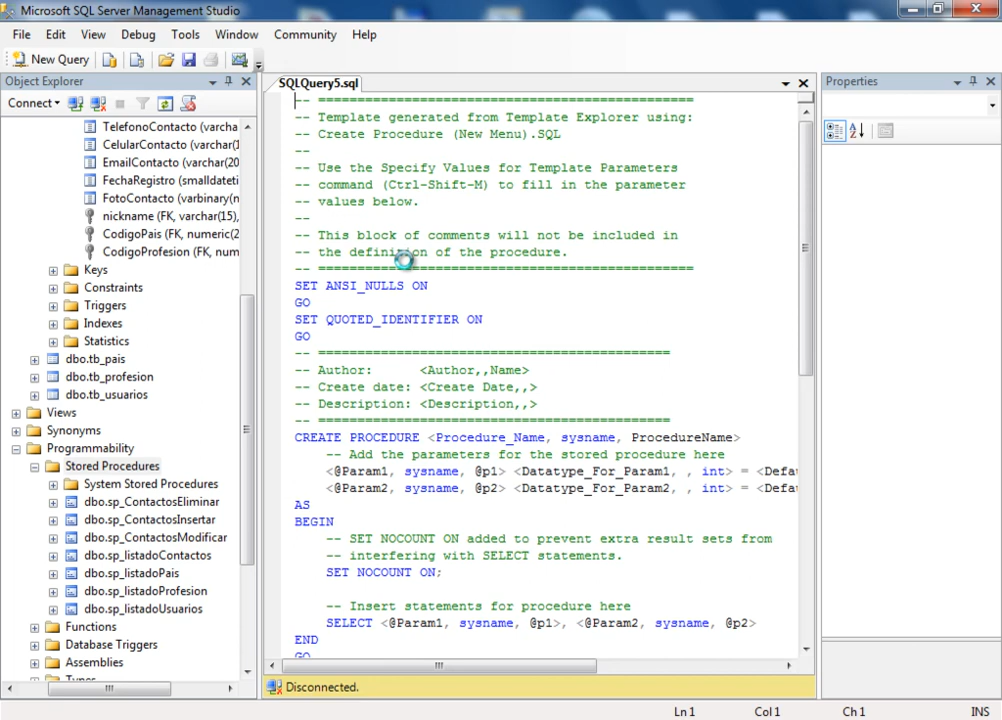 Microsoft SQL Server Management Studio
File Edit View Debug Tools Window Community Help
New Query
Object Explorer
Connect
TelefonoContacto (varcha
CelularContacto (varchar(1
EmailContacto (varchar(20
FechaRegistro (smalldateti
FotoContacto (varbinary(n
nickname (FK, varchar(15),
CodigoPais (FK, numeric(2
CodigoProfesion (FK, num
Keys
Constraints
Triggers
Indexes
Statistics
dbo.tb_pais
dbo.tb_profesion
dbo.tb_usuarios
Views
Synonyms
Programmability
Stored Procedures
System Stored Procedures
dbo.sp_ContactosEliminar
dbo.sp_ContactosInsertar
dbo.sp_ContactosModificar
dbo.sp_listadoContactos
dbo.sp_listadoPais
dbo.sp_listadoProfesion
dbo.sp_listadoUsuarios
Functions
Database Triggers
Assemblies
SQLQuery5.sql
-- ================================================
-- Template generated from Template Explorer using:
-- Create Procedure (New Menu).SQL
--
-- Use the Specify Values for Template Parameters
-- command (Ctrl-Shift-M) to fill in the parameter
-- values below.
--
-- This block of comments will not be included in
-- the definition of the procedure.
-- ================================================
SET ANSI_NULLS ON
GO
SET QUOTED_IDENTIFIER ON
GO
-- =============================================
-- Author: <Author,,Name>
-- Create date: <Create Date,,>
-- Description: <Description,,>
-- =============================================
CREATE PROCEDURE <Procedure_Name, sysname, ProcedureName>
-- Add the parameters for the stored procedure here
<@Param1, sysname, @p1> <Datatype_For_Param1, , int> = <Defa
<@Param2, sysname, @p2> <Datatype_For_Param2, , int> = <Defa
AS
BEGIN
-- SET NOCOUNT ON added to prevent extra result sets from
-- interfering with SELECT statements.
SET NOCOUNT ON;
-- Insert statements for procedure here
SELECT <@Param1, sysname, @p1>, <@Param2, sysname, @p2>
END
GO
Disconnected.
Properties
Ln 1 Col 1 Ch 1 INS